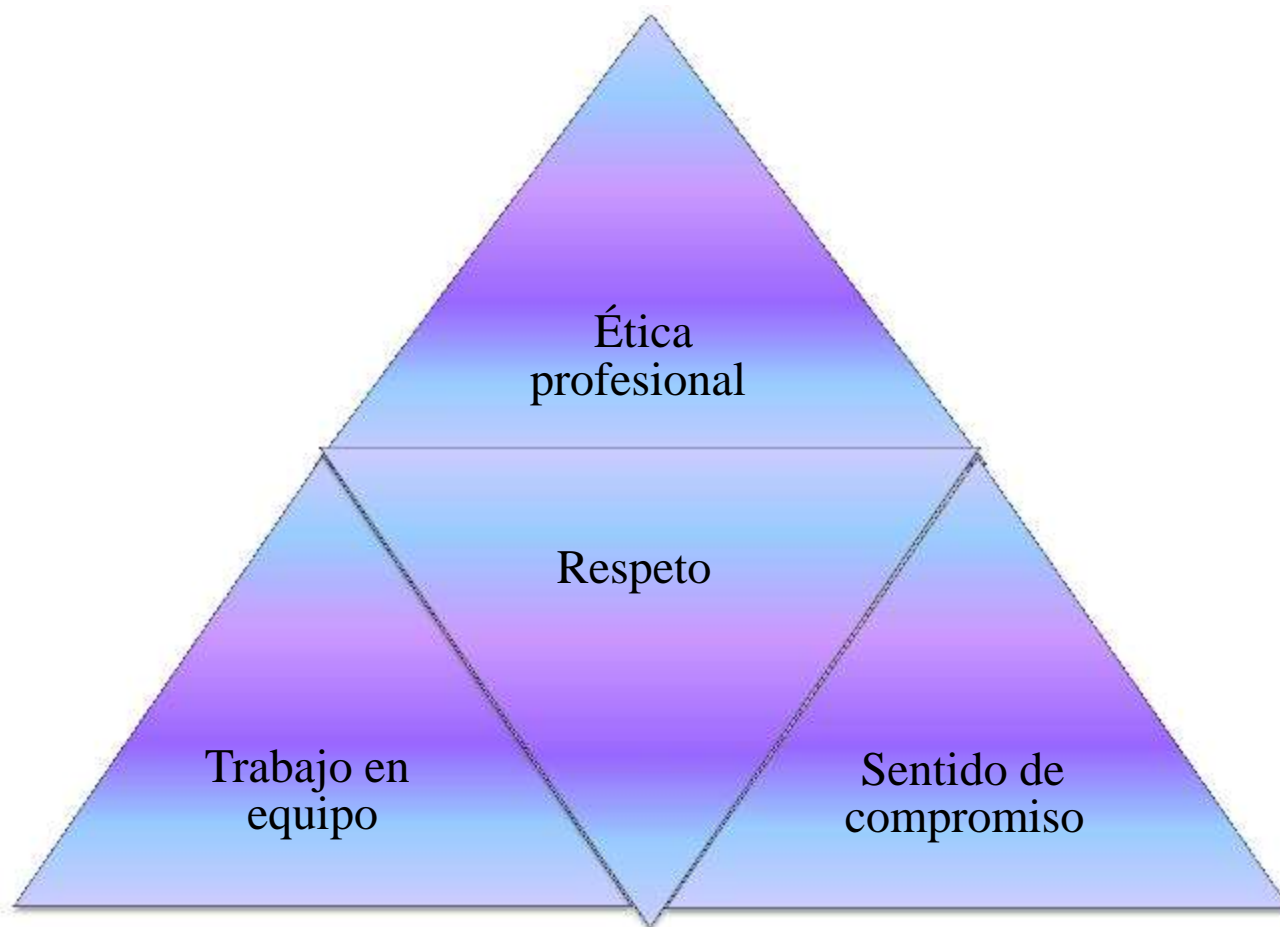 Ética
profesional
Respeto
Trabajo en
equipo
Sentido de
compromiso